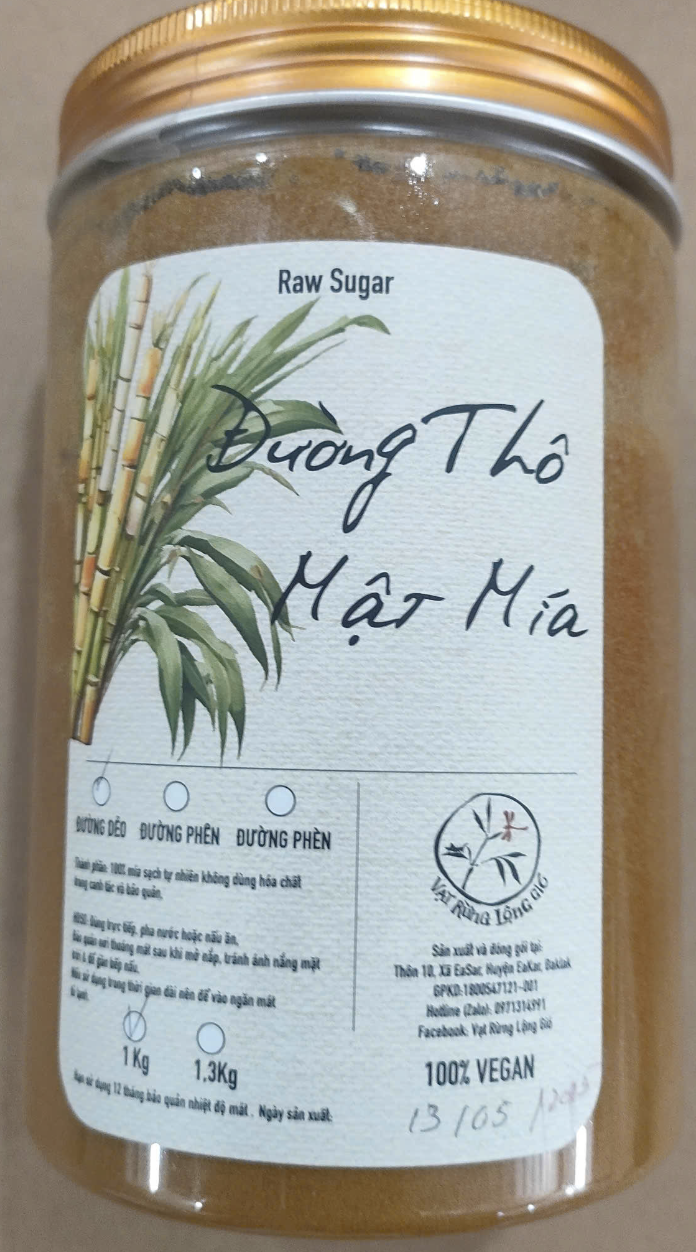 Raw Sugar
Đường Thô
Mật Mía
ĐƯỜNG DẺO ĐƯỜNG PHÊN ĐƯỜNG PHÈN
Thành phần: 100% mía sạch tự nhiên không dùng hóa chất
trong canh tác và bảo quản.
HDSD: Dùng trực tiếp, pha nước hoặc nấu ăn.
Bảo quản nơi thoáng mát sau khi mở nắp, tránh ánh nắng mặt
trời & để gần bếp nấu.
Nếu sử dụng trong thời gian dài nên để vào ngăn mát
tủ lạnh.
1Kg 1.3Kg
Hạn sử dụng 12 tháng bảo quản nhiệt độ mát . Ngày sản xuất:
VẠT RỪNG LỘNG GIÓ
Sản xuất và đóng gói tại:
Thôn 10, Xã EaSar, Huyện EaKar, Daklak
GPKD:1800547121-001
Hotline (Zalo): 0971314991
Facebook: Vạt Rừng Lộng Gió
100% VEGAN
13/05/2025